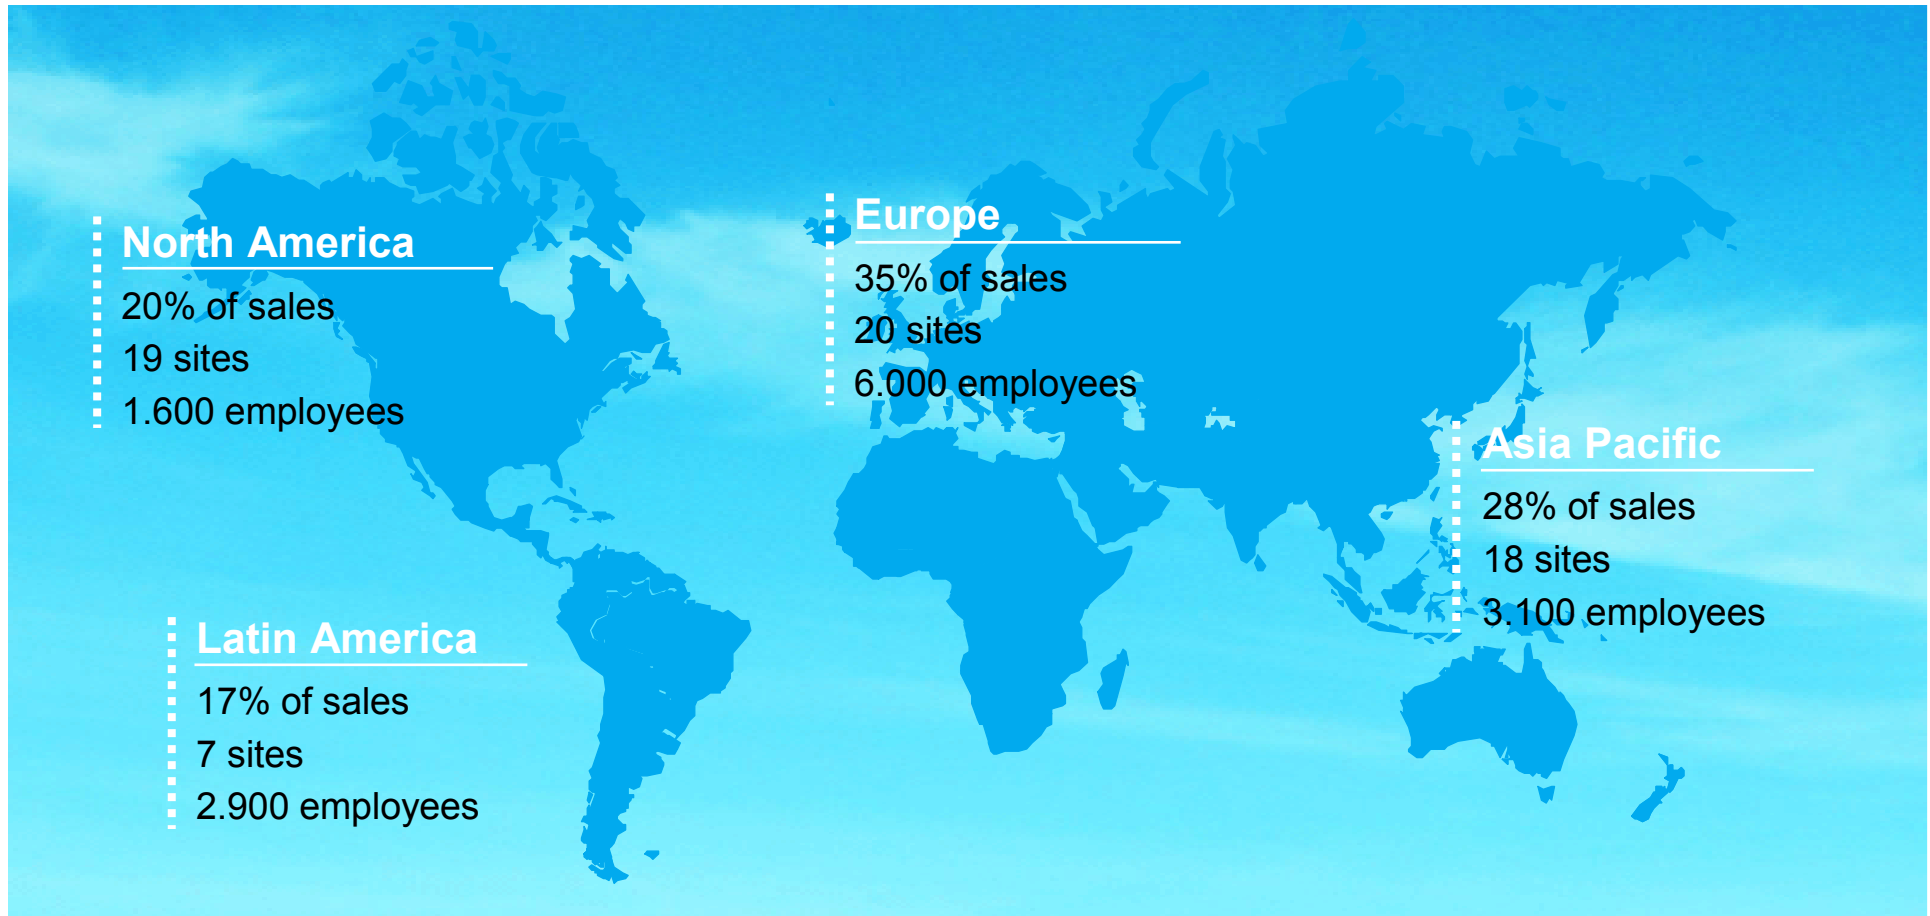 North America
20% of sales
19 sites
1.600 employees
Europe
35% of sales
20 sites
6.000 employees
Asia Pacific
28% of sales
18 sites
3.100 employees
Latin America
17% of sales
7 sites
2.900 employees